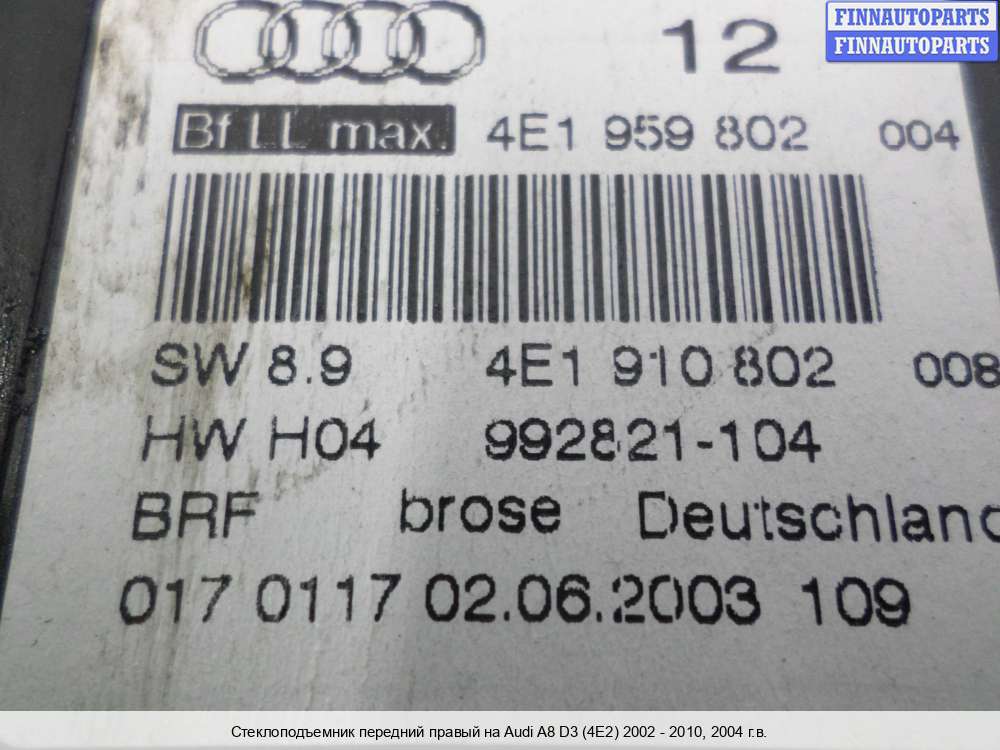 FINNAUTOPARTS
FINNAUTOPARTS
12
Bf LL max. 4E1 959 802 004
SW 8.9 4E1 910 802 008
HW H04 992821-104
BRF brose Deutschland
017 0117 02.06.2003 109
Стеклоподъемник передний правый на Audi A8 D3 (4E2) 2002 - 2010, 2004 г.в.